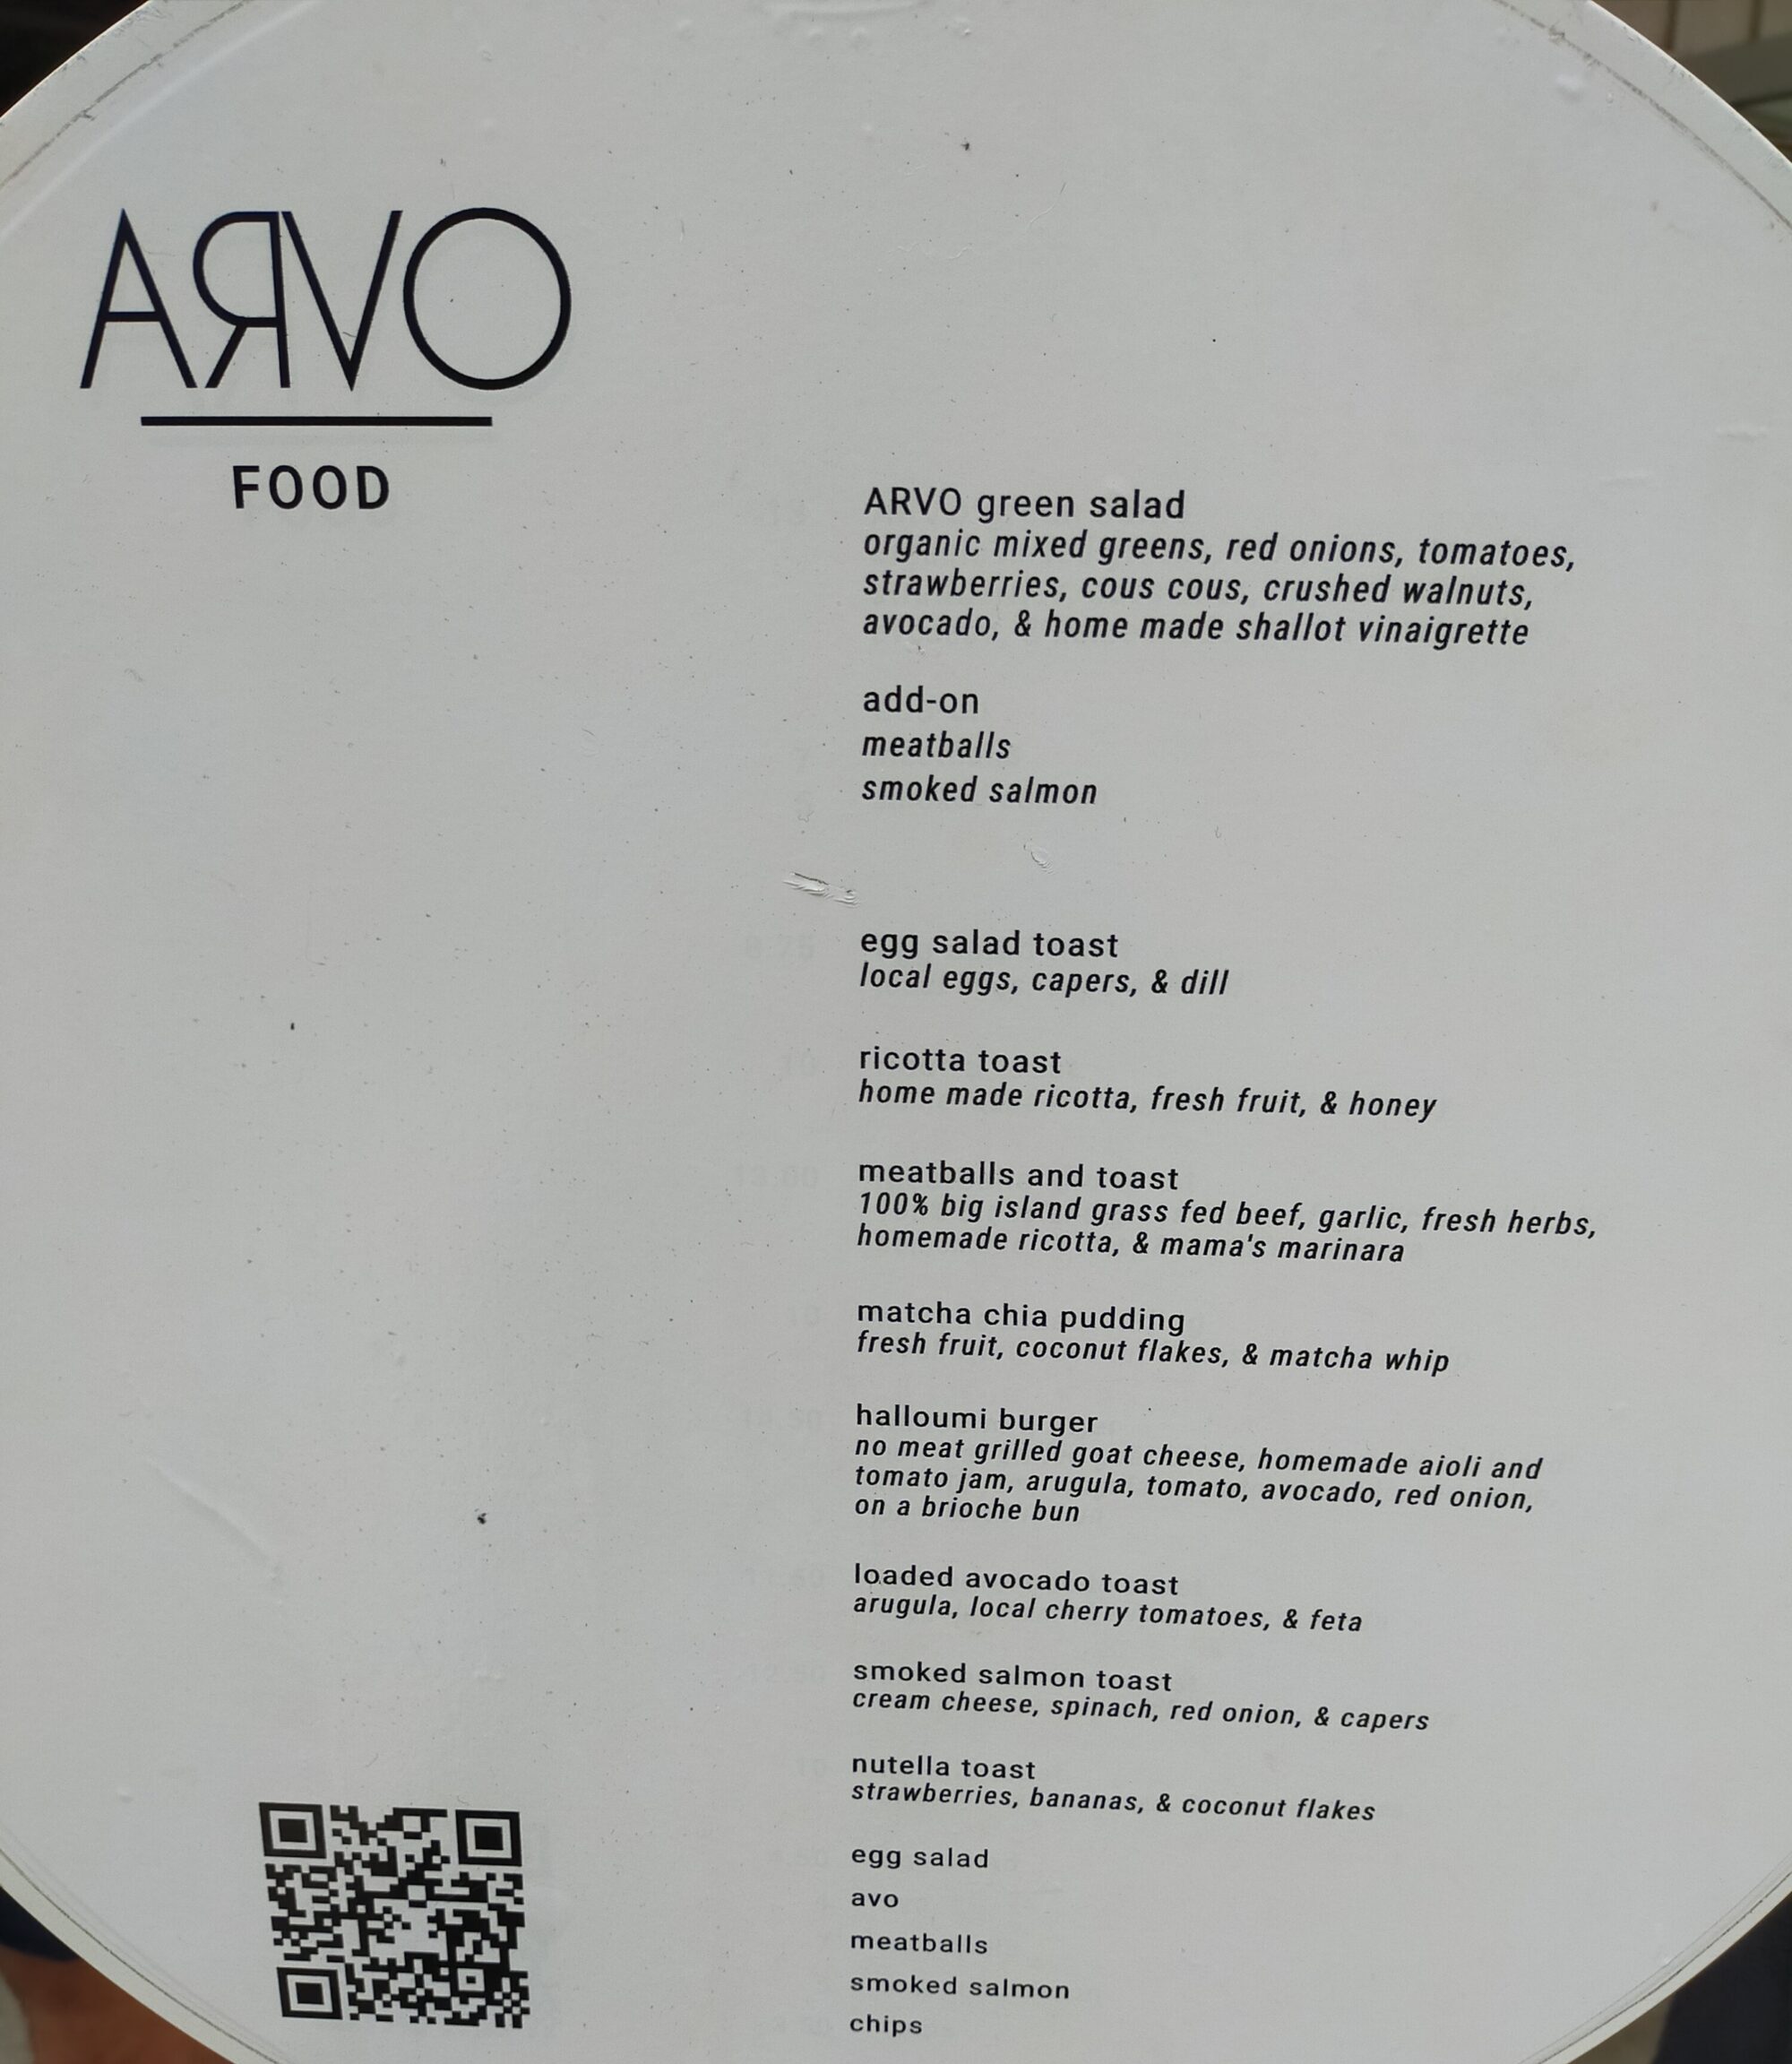 ARVO
FOOD
ARVO green salad
organic mixed greens, red onions, tomatoes,
strawberries, cous cous, crushed walnuts,
avocado, & home made shallot vinaigrette
add-on
meatballs
smoked salmon
egg salad toast
local eggs, capers, & dill
ricotta toast
home made ricotta, fresh fruit, & honey
meatballs and toast
100% big island grass fed beef, garlic, fresh herbs,
homemade ricotta, & mama's marinara
matcha chia pudding
fresh fruit, coconut flakes, & matcha whip
halloumi burger
no meat grilled goat cheese, homemade aioli and
tomato jam, arugula, tomato, avocado, red onion,
on a brioche bun
loaded avocado toast
arugula, local cherry tomatoes, & feta
smoked salmon toast
cream cheese, spinach, red onion, & capers
nutella toast
strawberries, bananas, & coconut flakes
egg salad
avo
meatballs
smoked salmon
chips